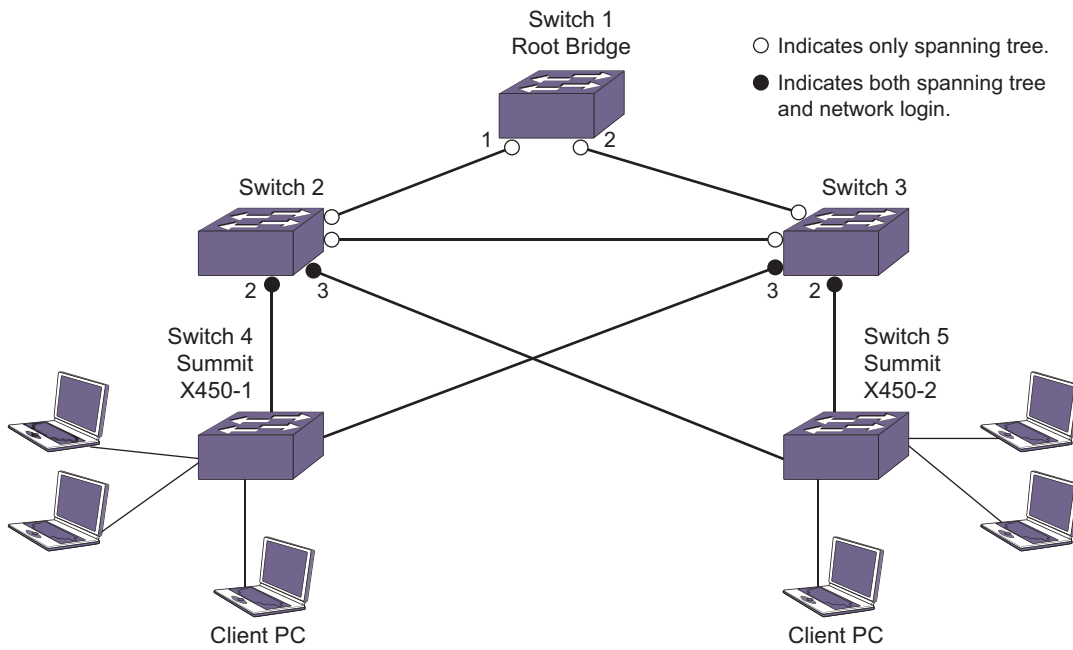 Switch 1
Root Bridge
Indicates only spanning tree.
Indicates both spanning tree
and network login.
1
2
Switch 2
Switch 3
2
3
3
2
Switch 4
Summit
X450-1
Switch 5
Summit
X450-2
Client PC
Client PC